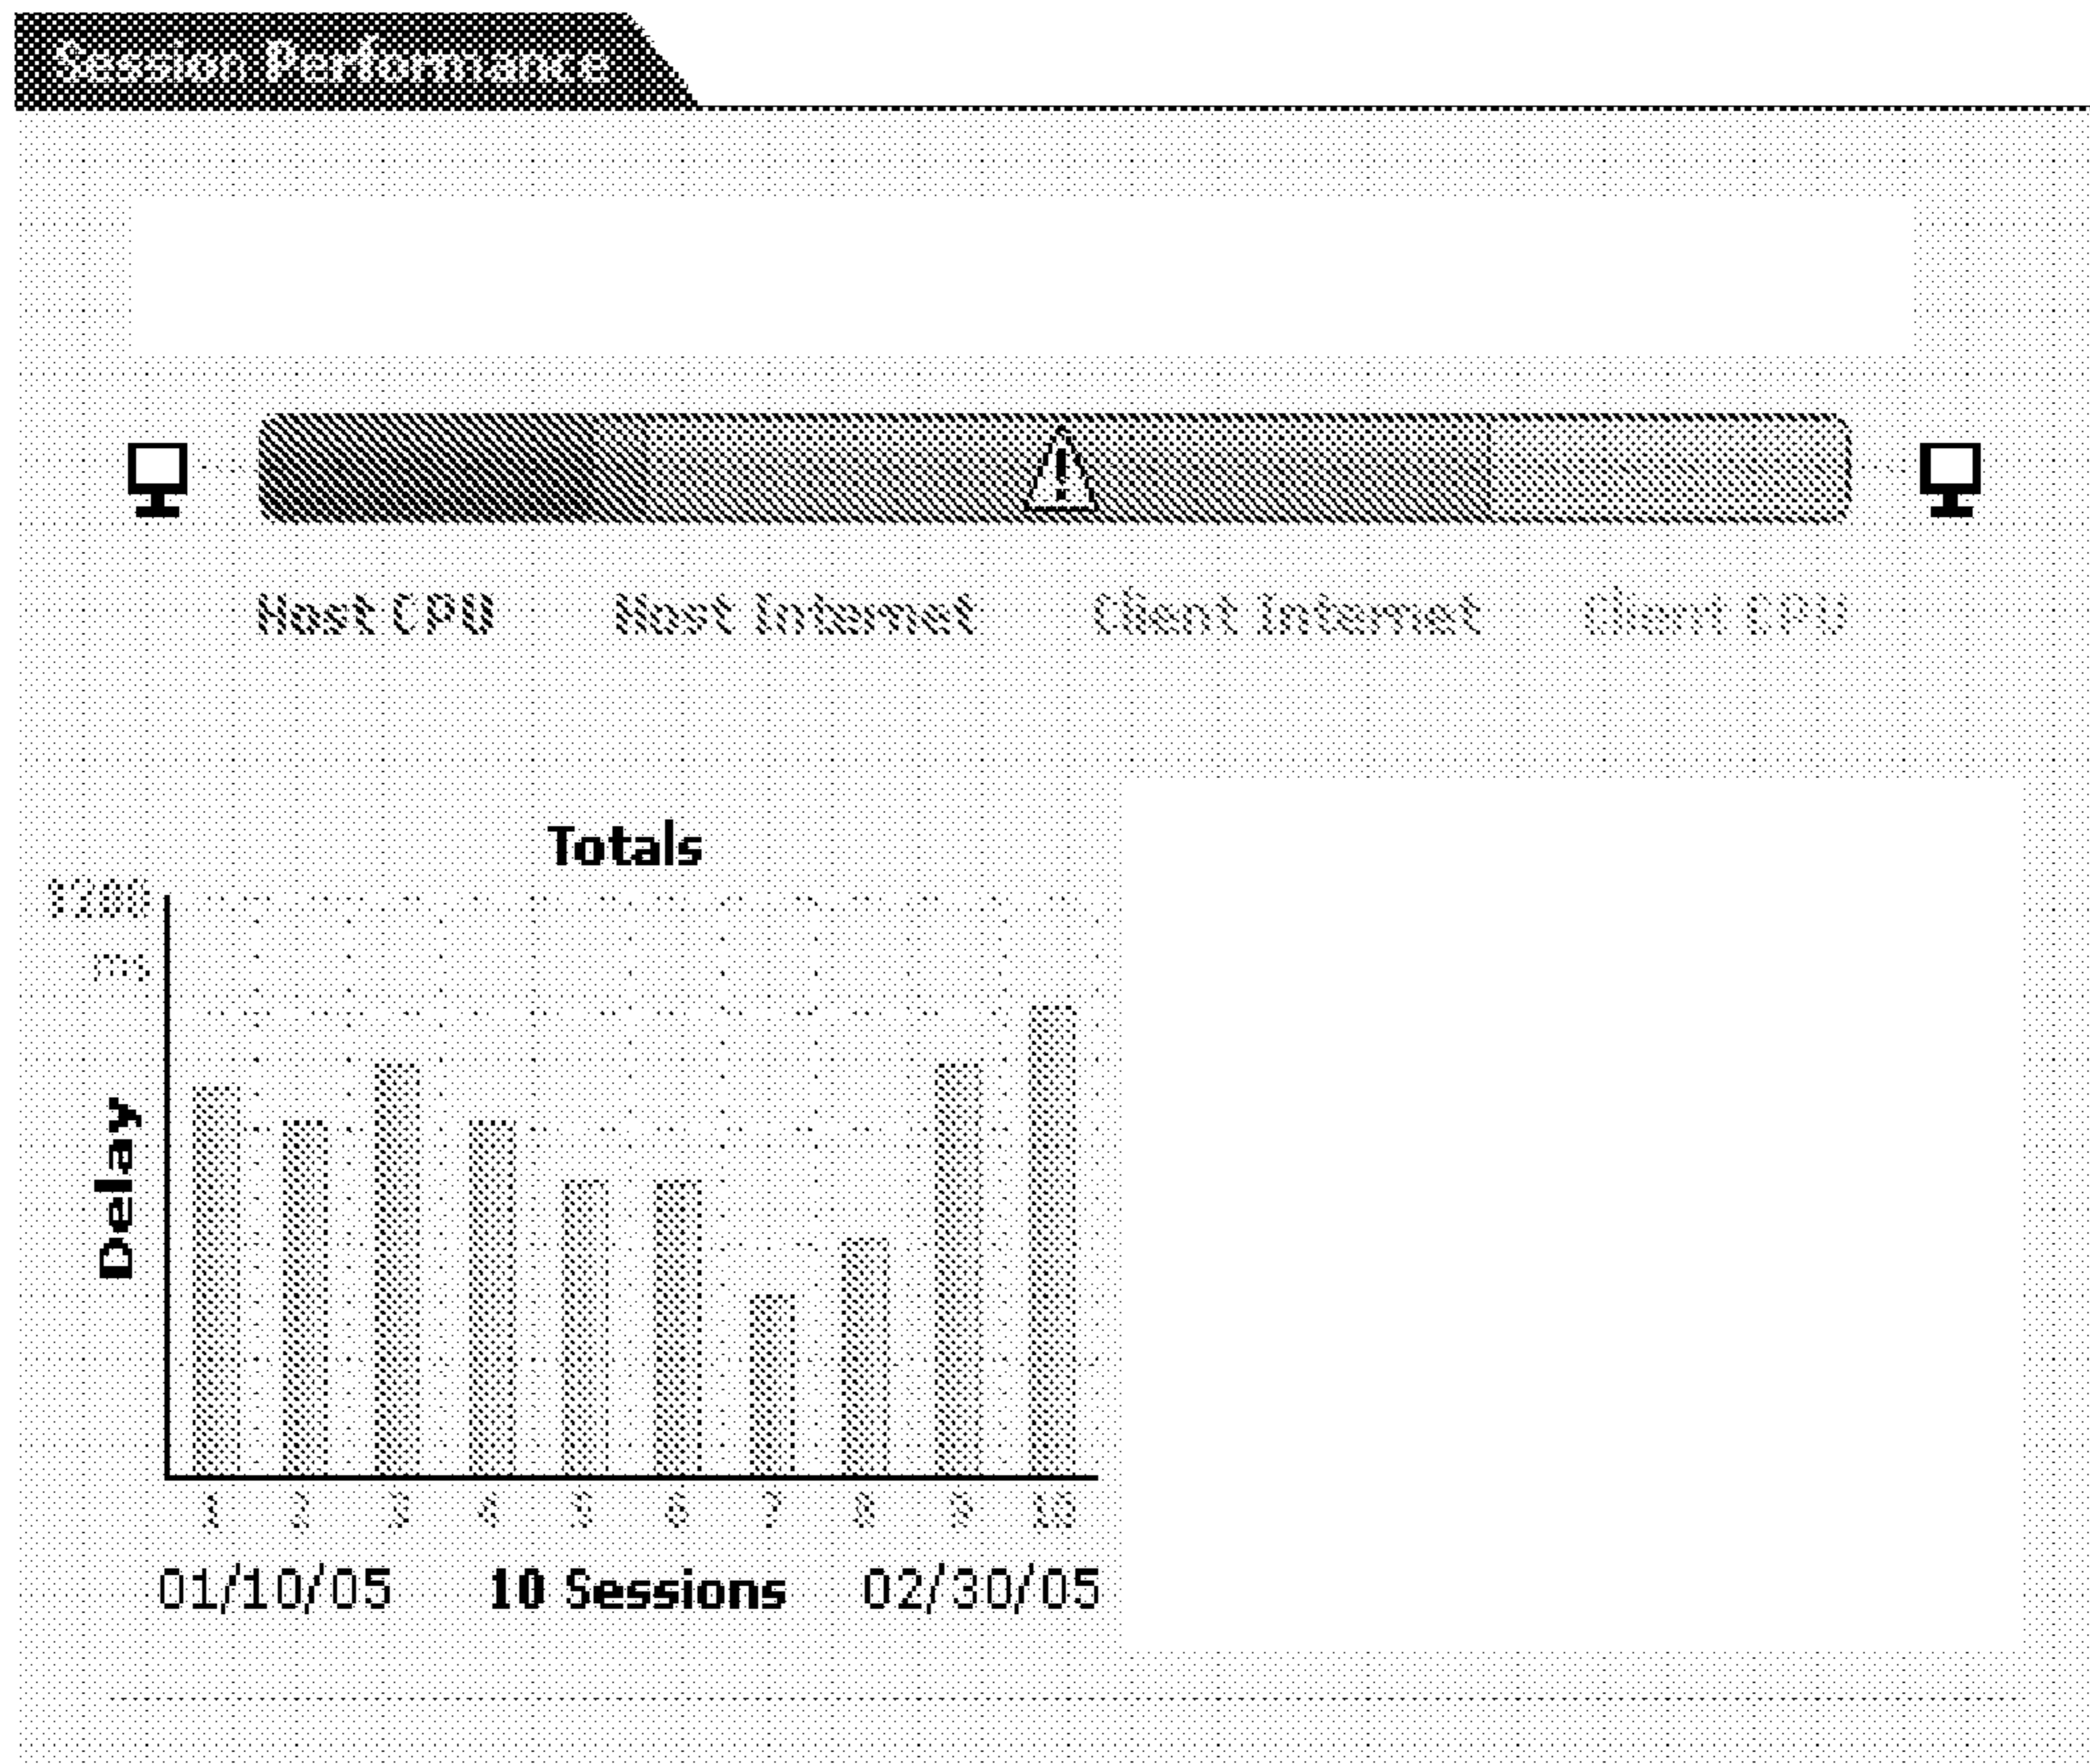 Session Performance
Host CPU Host Internet Client Internet Client CPU
Totals
ms
Delay
1 2 3 4 5 6 7 8 9 10
01/10/05 10 Sessions 02/30/05